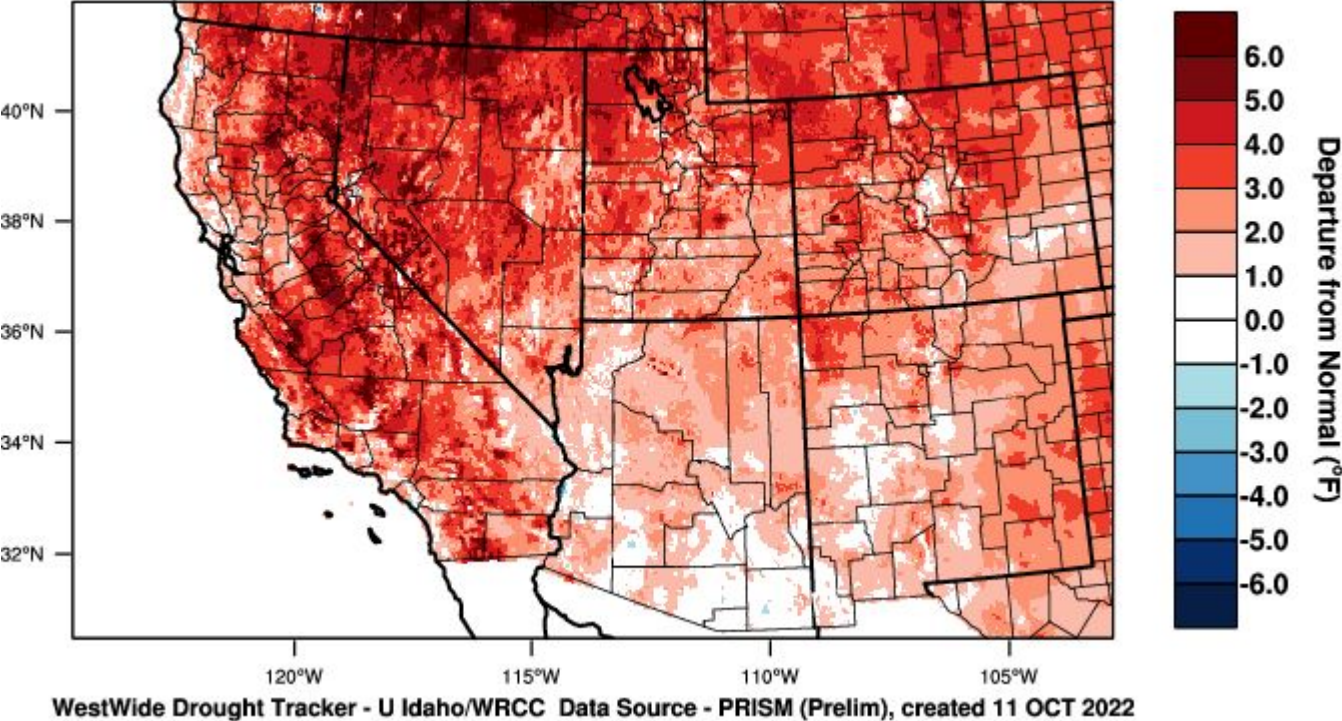 6.0
5.0
40°N
4.0
3.0
38°N
2.0
1.0
36°N
0.0
-1.0
-2.0
34°N
-3.0
-4.0
32°N
-5.0
-6.0
Departure from Normal (°F)
120°W 115°W 110°W 105°W
WestWide Drought Tracker - U Idaho/WRCC Data Source - PRISM (Prelim), created 11 OCT 2022